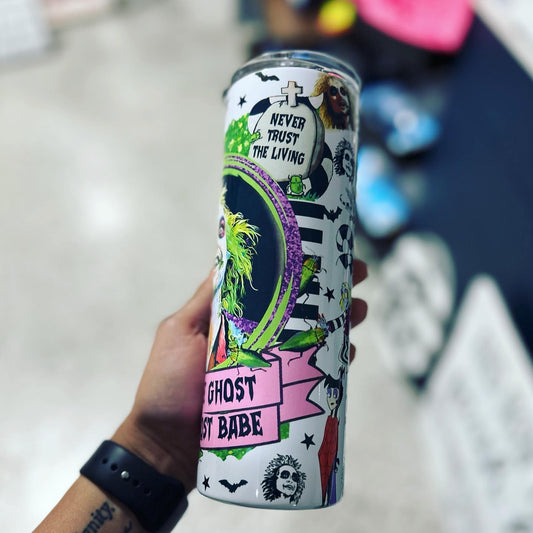 NEVER
TRUST
THE LIVING
GHOST
BABE